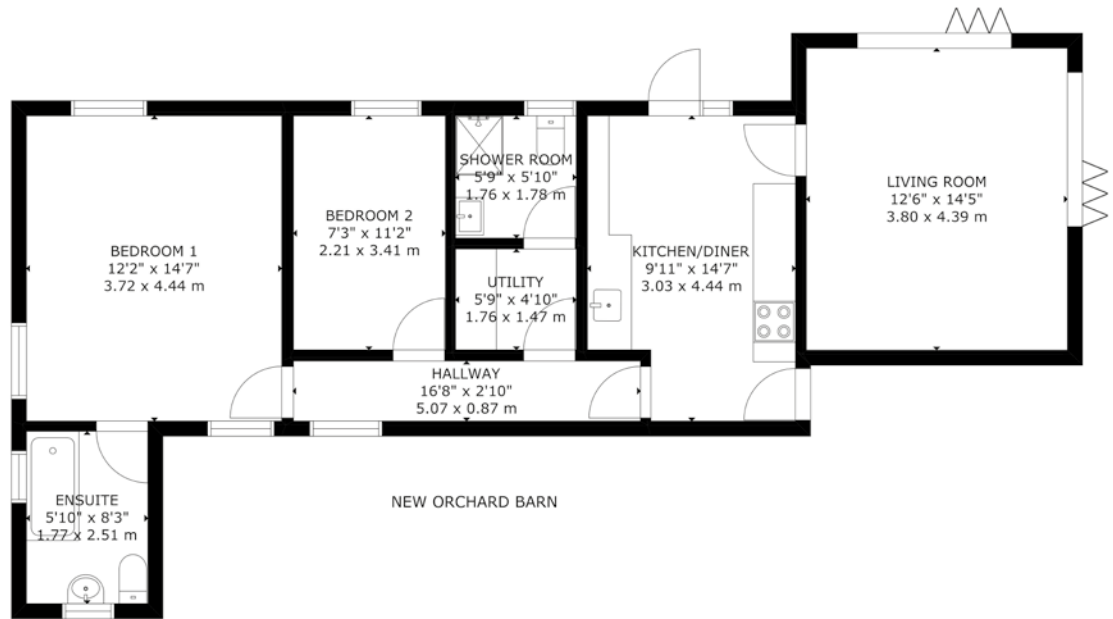 BEDROOM 1
12'2" x 14'7"
3.72 x 4.44 m
BEDROOM 2
7'3" x 11'2"
2.21 x 3.41 m
SHOWER ROOM
5'9" x 5'10"
1.76 x 1.78 m
UTILITY
5'9" x 4'10"
1.76 x 1.47 m
KITCHEN/DINER
9'11" x 14'7"
3.03 x 4.44 m
LIVING ROOM
12'6" x 14'5"
3.80 x 4.39 m
HALLWAY
16'8" x 2'10"
5.07 x 0.87 m
ENSUITE
5'10" x 8'3"
1.77 x 2.51 m
NEW ORCHARD BARN